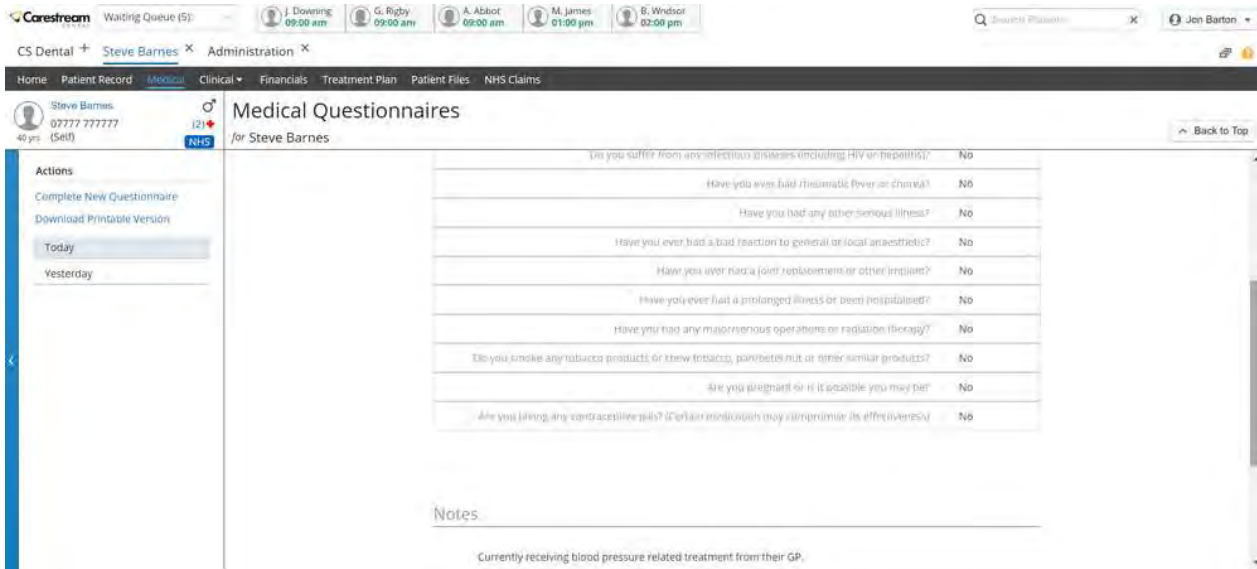 Carestream DENTAL Waiting Queue (5): J. Downing 09:00 am G. Rigby 09:00 am A. Abbot 09:00 am M. James 01:00 pm B. Windsor 02:00 pm Search Patients Jon Barton
CS Dental Steve Barnes Administration
Home Patient Record Medical Clinical Financials Treatment Plan Patient Files NHS Claims
Steve Barnes
07777 777777 (2)
40 yrs (Self) NHS
Medical Questionnaires
for Steve Barnes
Back to Top
Actions
Complete New Questionnaire
Download Printable Version
Today
Yesterday
Do you suffer from any infectious diseases (including HIV or hepatitis)? No
Have you ever had rheumatic fever or chorea? No
Have you had any other serious illness? No
Have you ever had a bad reaction to general or local anaesthetic? No
Have you ever had a joint replacement or other implant? No
Have you ever had a prolonged illness or been hospitalised? No
Have you had any major/serious operations or radiation therapy? No
Do you smoke any tobacco products or chew tobacco, pan/betel nut or other similar products? No
Are you pregnant or is it possible you may be? No
Are you taking any contraceptive pills? (Certain medication may compromise its effectiveness) No
Notes
Currently receiving blood pressure related treatment from their GP.